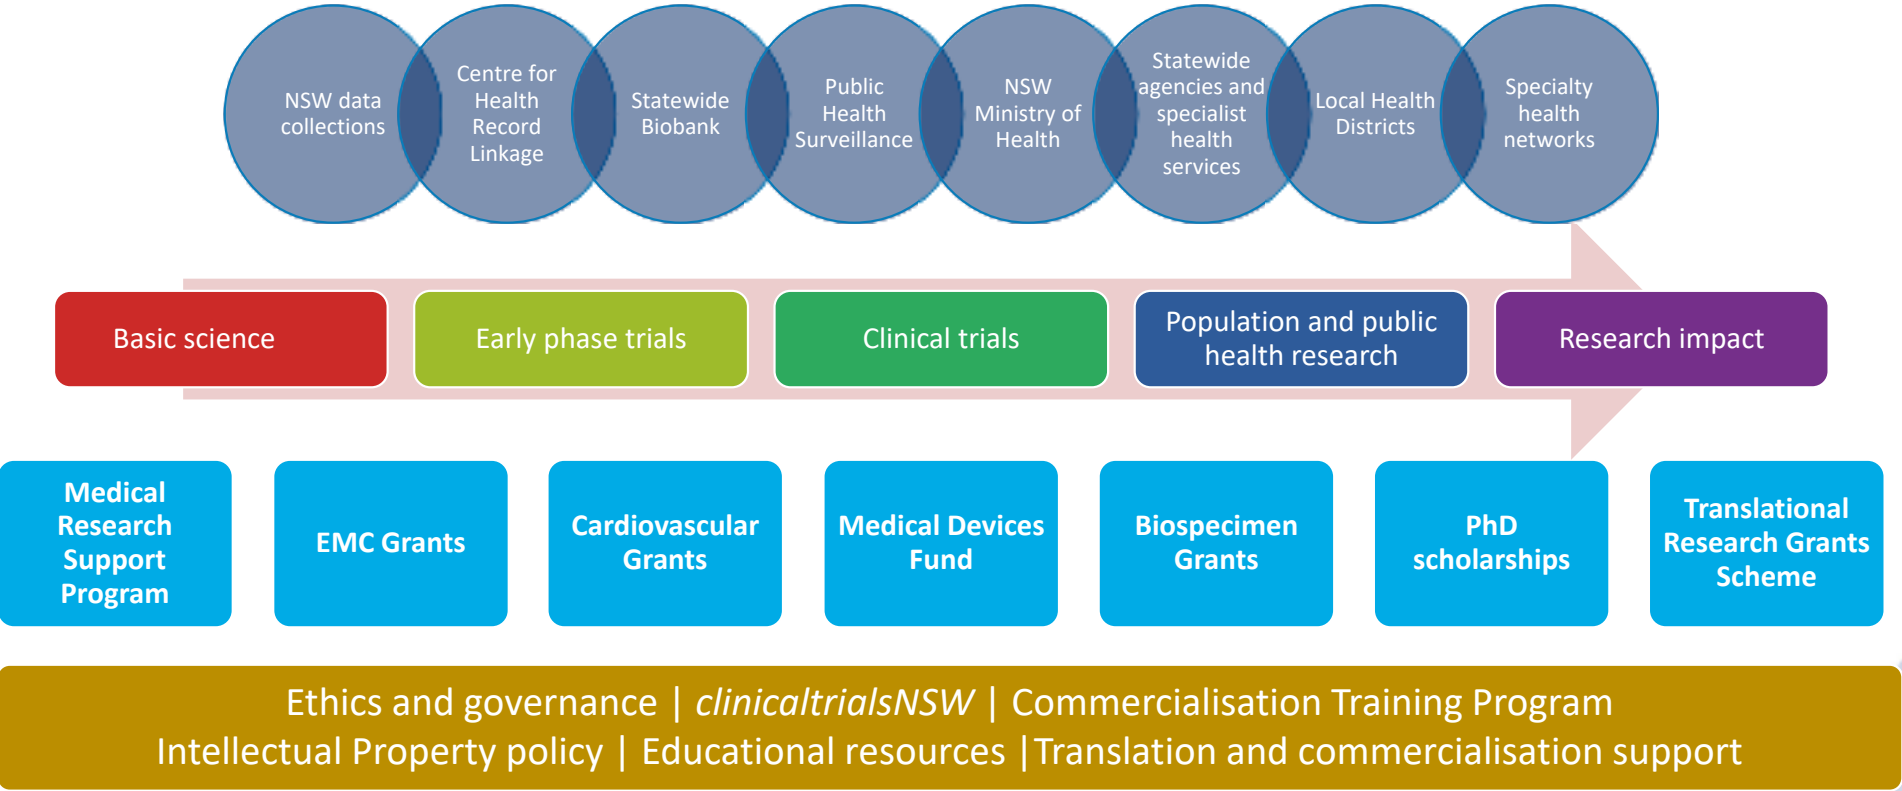 NSW data
collections
Centre for
Health
Record
Linkage
Statewide
Biobank
Public
Health
Surveillance
NSW
Ministry of
Health
Statewide
agencies and
specialist
health
services
Local Health
Districts
Specialty
health
networks
Basic science
Early phase trials
Clinical trials
Population and public
health research
Research impact
Medical
Research
Support
Program
EMC Grants
Cardiovascular
Grants
Medical Devices
Fund
Biospecimen
Grants
PhD
scholarships
Translational
Research Grants
Scheme
Ethics and governance | clinicaltrialsNSW | Commercialisation Training Program
Intellectual Property policy | Educational resources |Translation and commercialisation support